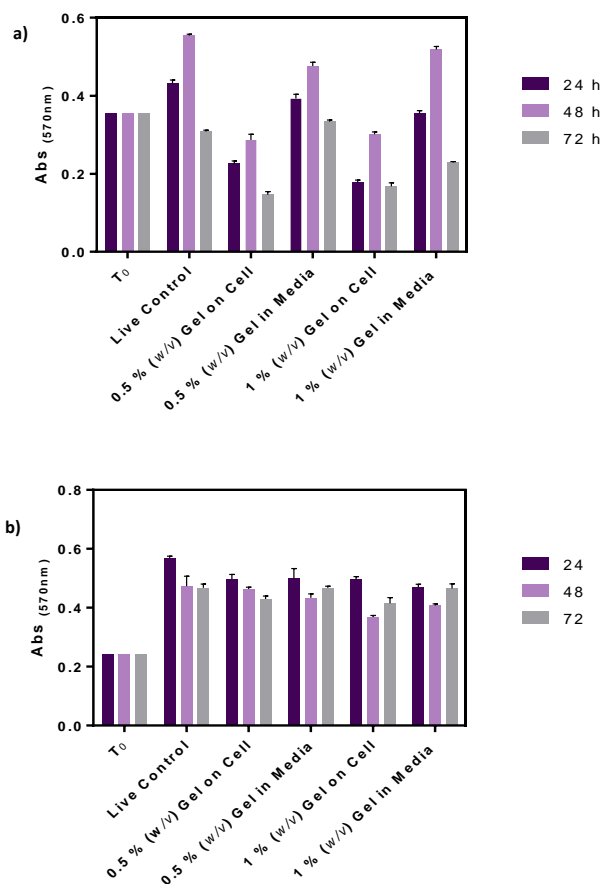 a)
0.6
0.4
0.2
0.0
Abs (570nm)
T0
Live Control
0.5 % (w/v) Gel on Cell
0.5 % (w/v) Gel in Media
1 % (w/v) Gel on Cell
1 % (w/v) Gel in Media
24 h
48 h
72 h
b)
0.8
0.6
0.4
0.2
0.0
Abs (570nm)
T0
Live Control
0.5 % (w/v) Gel on Cell
0.5 % (w/v) Gel in Media
1 % (w/v) Gel on Cell
1 % (w/v) Gel in Media
24
48
72